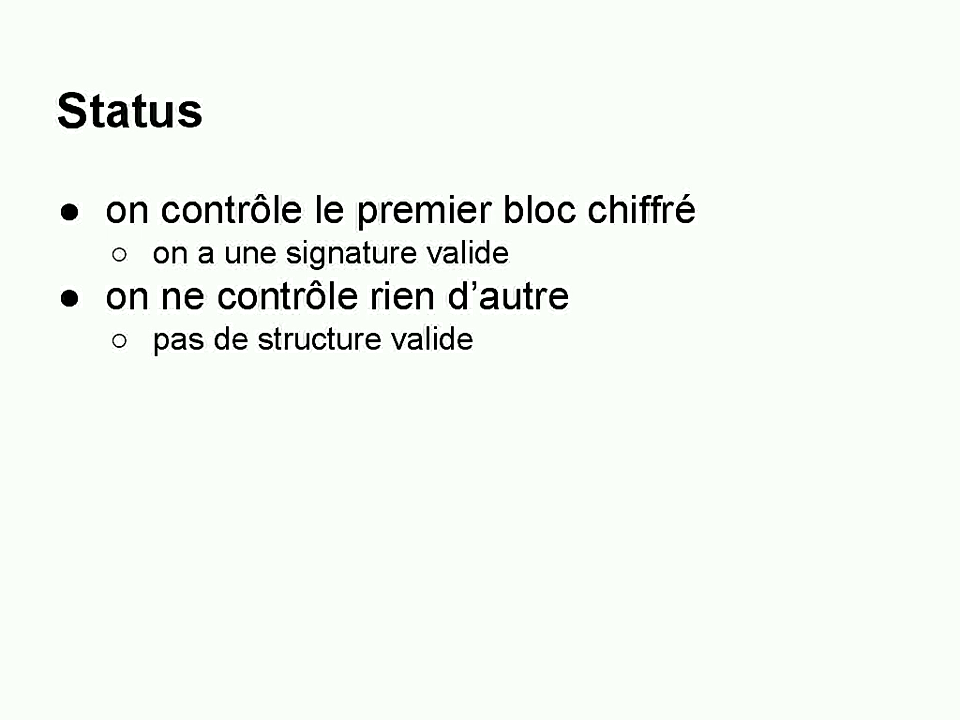 Status
● on contrôle le premier bloc chiffré
○ on a une signature valide
● on ne contrôle rien d’autre
○ pas de structure valide